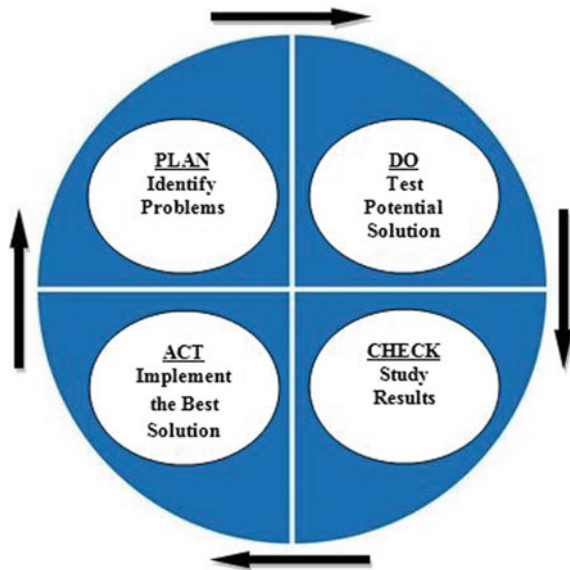 PLAN
Identify
Problems
DO
Test
Potential
Solution
CHECK
Study
Results
ACT
Implement
the Best
Solution